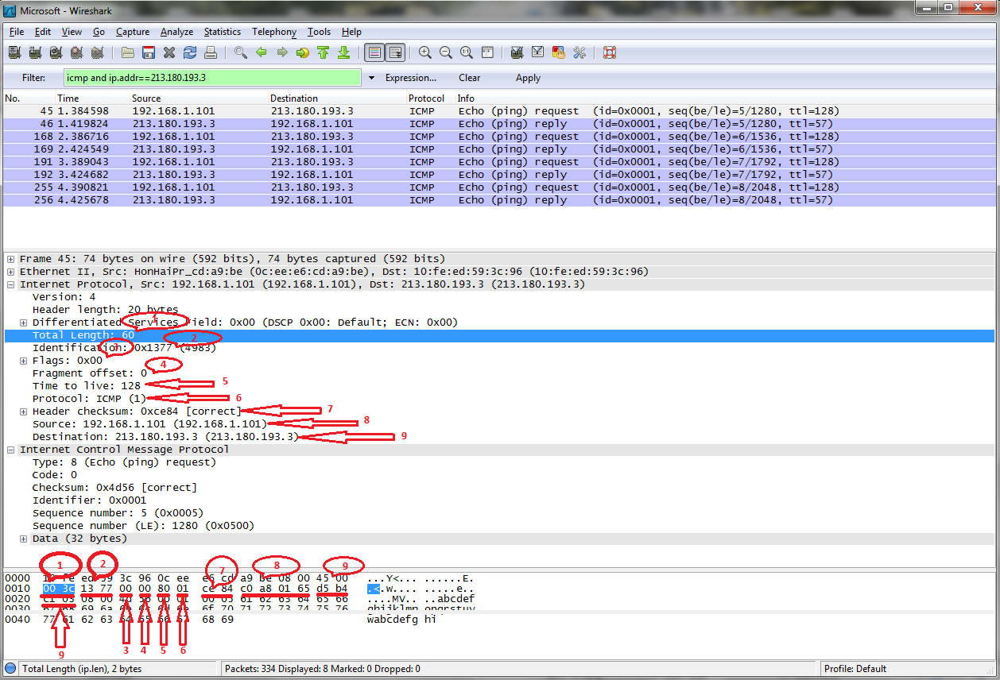 Microsoft - Wireshark
File Edit View Go Capture Analyze Statistics Telephony Tools Help
Filter: icmp and ip.addr==213.180.193.3 Expression... Clear Apply
No. Time Source Destination Protocol Info
45 1.384598 192.168.1.101 213.180.193.3 ICMP Echo (ping) request (id=0x0001, seq(be/le)=5/1280, ttl=128)
46 1.419824 213.180.193.3 192.168.1.101 ICMP Echo (ping) reply (id=0x0001, seq(be/le)=5/1280, ttl=57)
168 2.386716 192.168.1.101 213.180.193.3 ICMP Echo (ping) request (id=0x0001, seq(be/le)=6/1536, ttl=128)
169 2.424549 213.180.193.3 192.168.1.101 ICMP Echo (ping) reply (id=0x0001, seq(be/le)=6/1536, ttl=57)
191 3.389043 192.168.1.101 213.180.193.3 ICMP Echo (ping) request (id=0x0001, seq(be/le)=7/1792, ttl=128)
192 3.424682 213.180.193.3 192.168.1.101 ICMP Echo (ping) reply (id=0x0001, seq(be/le)=7/1792, ttl=57)
255 4.390821 192.168.1.101 213.180.193.3 ICMP Echo (ping) request (id=0x0001, seq(be/le)=8/2048, ttl=128)
256 4.425678 213.180.193.3 192.168.1.101 ICMP Echo (ping) reply (id=0x0001, seq(be/le)=8/2048, ttl=57)
Frame 45: 74 bytes on wire (592 bits), 74 bytes captured (592 bits)
Ethernet II, Src: HonHaiPr_cd:a9:be (0c:ee:e6:cd:a9:be), Dst: 10:fe:ed:59:3c:96 (10:fe:ed:59:3c:96)
Internet Protocol, Src: 192.168.1.101 (192.168.1.101), Dst: 213.180.193.3 (213.180.193.3)
Version: 4
Header length: 20 bytes
1
Differentiated Services Field: 0x00 (DSCP 0x00: Default; ECN: 0x00)
Total Length: 60
2
Identification: 0x1377 (4983)
3
Flags: 0x00
4
Fragment offset: 0
Time to live: 128
5
Protocol: ICMP (1)
6
Header checksum: 0xce84 [correct]
7
Source: 192.168.1.101 (192.168.1.101)
8
Destination: 213.180.193.3 (213.180.193.3)
9
Internet Control Message Protocol
Type: 8 (Echo (ping) request)
Code: 0
Checksum: 0x4d56 [correct]
Identifier: 0x0001
Sequence number: 5 (0x0005)
Sequence number (LE): 1280 (0x0500)
Data (32 bytes)
1 2 7 8 9
0000 fe ed 59 3c 96 0c ee e6 cd a9 be 08 00 45 00 ...Y<... ......E.
0010 00 3c 13 77 00 00 80 01 ce 84 c0 a8 01 65 d5 b4 .<.w.... .....e..
0020 08 00 61 62 63 64 65 66 ....MV.. ..abcdef
0030
0040 77 61 62 63 64 65 66 67 68 69 wabcdefg hi
9 3 4 5 6
Total Length (ip.len), 2 bytes Packets: 334 Displayed: 8 Marked: 0 Dropped: 0 Profile: Default